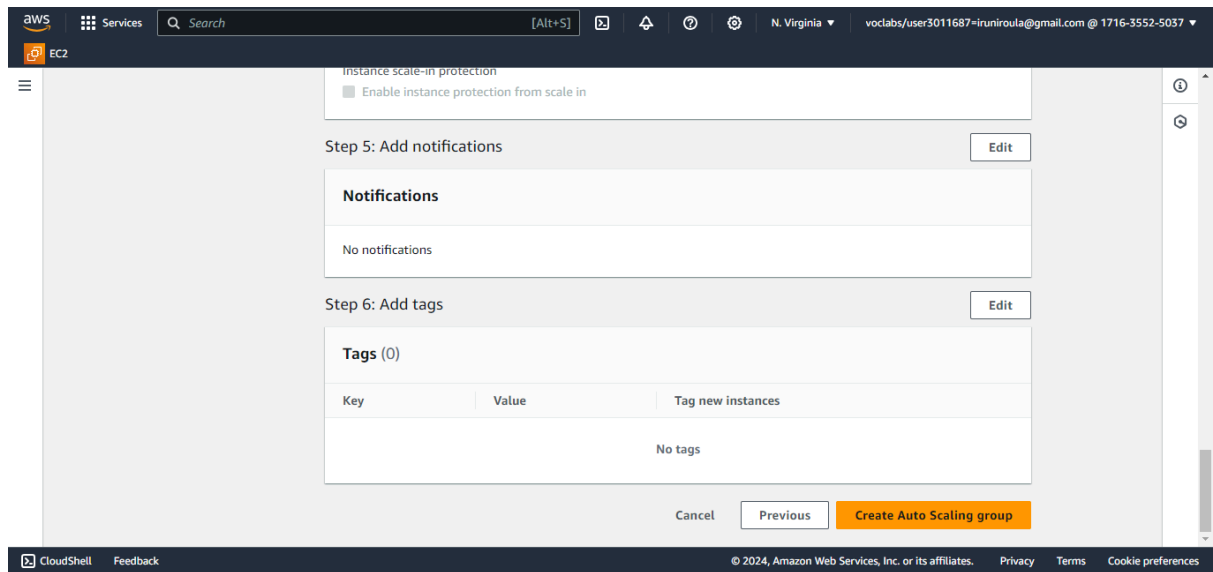 aws Services Search [Alt+S] N. Virginia ▼ voclabs/user3011687=iruniroula@gmail.com @ 1716-3552-5037 ▼
EC2
Instance scale-in protection
Enable instance protection from scale in
Step 5: Add notifications Edit
Notifications
No notifications
Step 6: Add tags Edit
Tags (0)
Key Value Tag new instances
No tags
Cancel Previous Create Auto Scaling group
CloudShell Feedback © 2024, Amazon Web Services, Inc. or its affiliates. Privacy Terms Cookie preferences